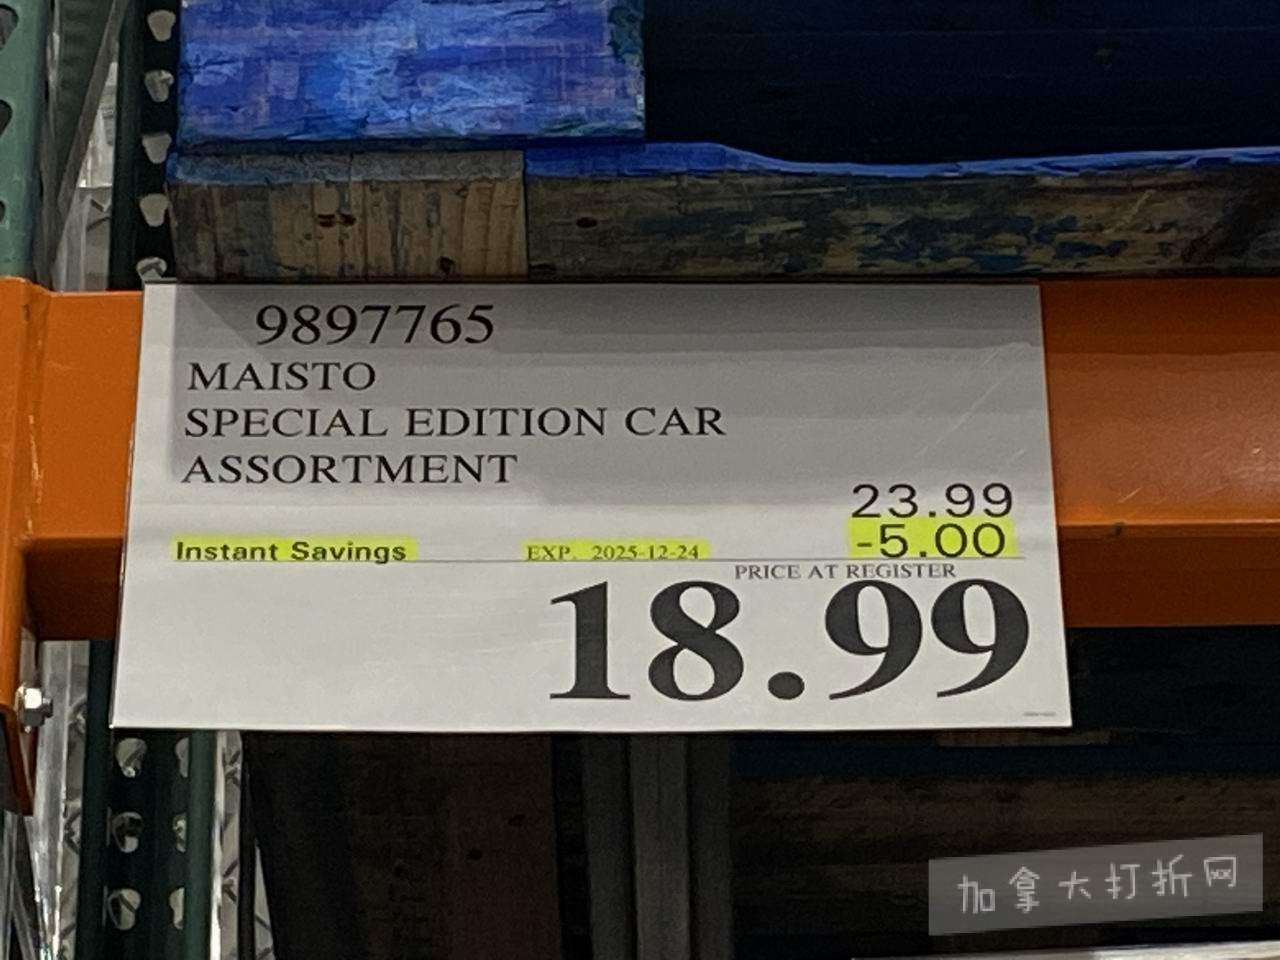 9897765
MAISTO
SPECIAL EDITION CAR
ASSORTMENT
23.99
Instant Savings EXP. 2025-12-24 -5.00
PRICE AT REGISTER
18.99
加拿大打折网